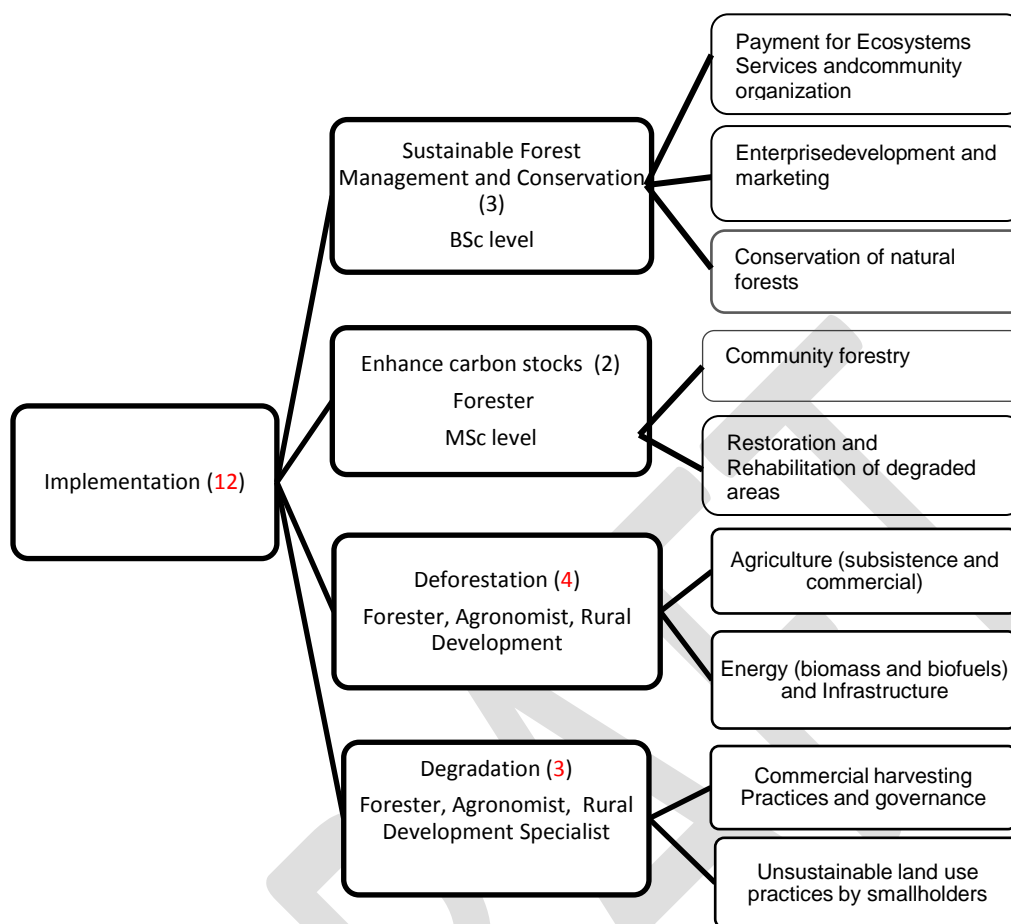 Implementation (12)
Sustainable Forest
Management and Conservation
(3)
BSc level
Payment for Ecosystems
Services andcommunity
organization
Enterprisedevelopment and
marketing
Conservation of natural
forests
Enhance carbon stocks (2)
Forester
MSc level
Community forestry
Restoration and
Rehabilitation of degraded
areas
Deforestation (4)
Forester, Agronomist, Rural
Development
Agriculture (subsistence and
commercial)
Energy (biomass and biofuels)
and Infrastructure
Degradation (3)
Forester, Agronomist, Rural
Development Specialist
Commercial harvesting
Practices and governance
Unsustainable land use
practices by smallholders
DRAFT